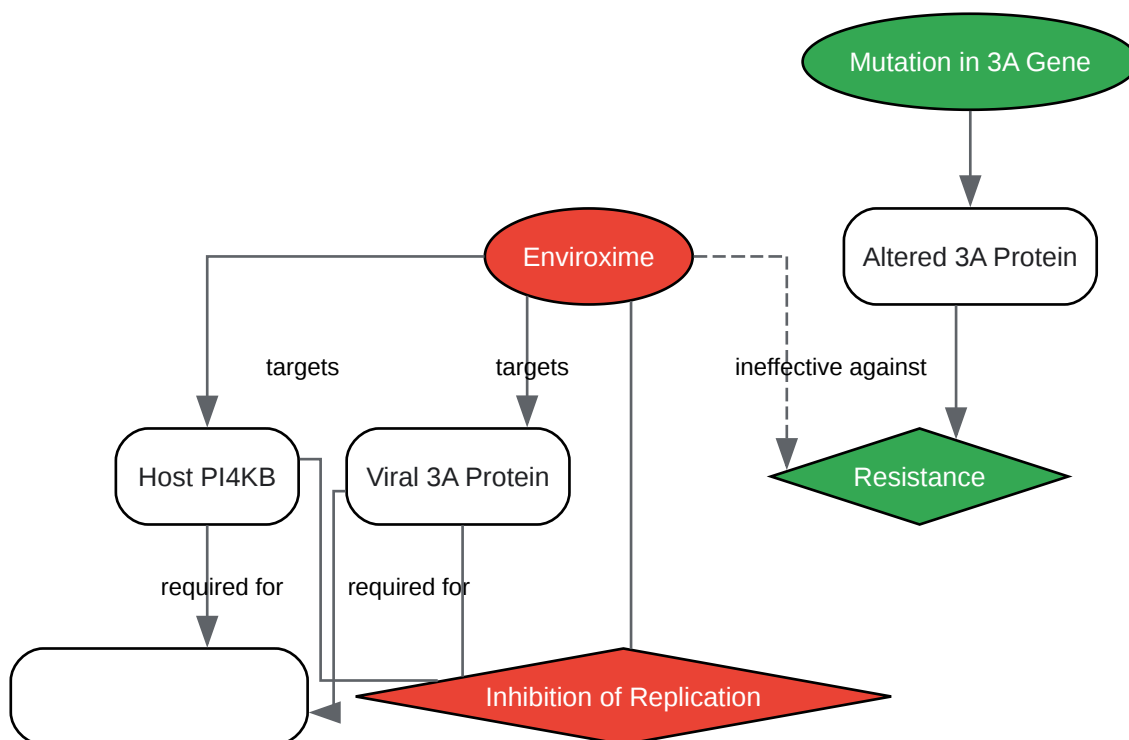 Mutation in 3A Gene
Enviroxime
Altered 3A Protein
targets
targets
ineffective against
Host PI4KB
Viral 3A Protein
Resistance
required for
required for
Inhibition of Replication